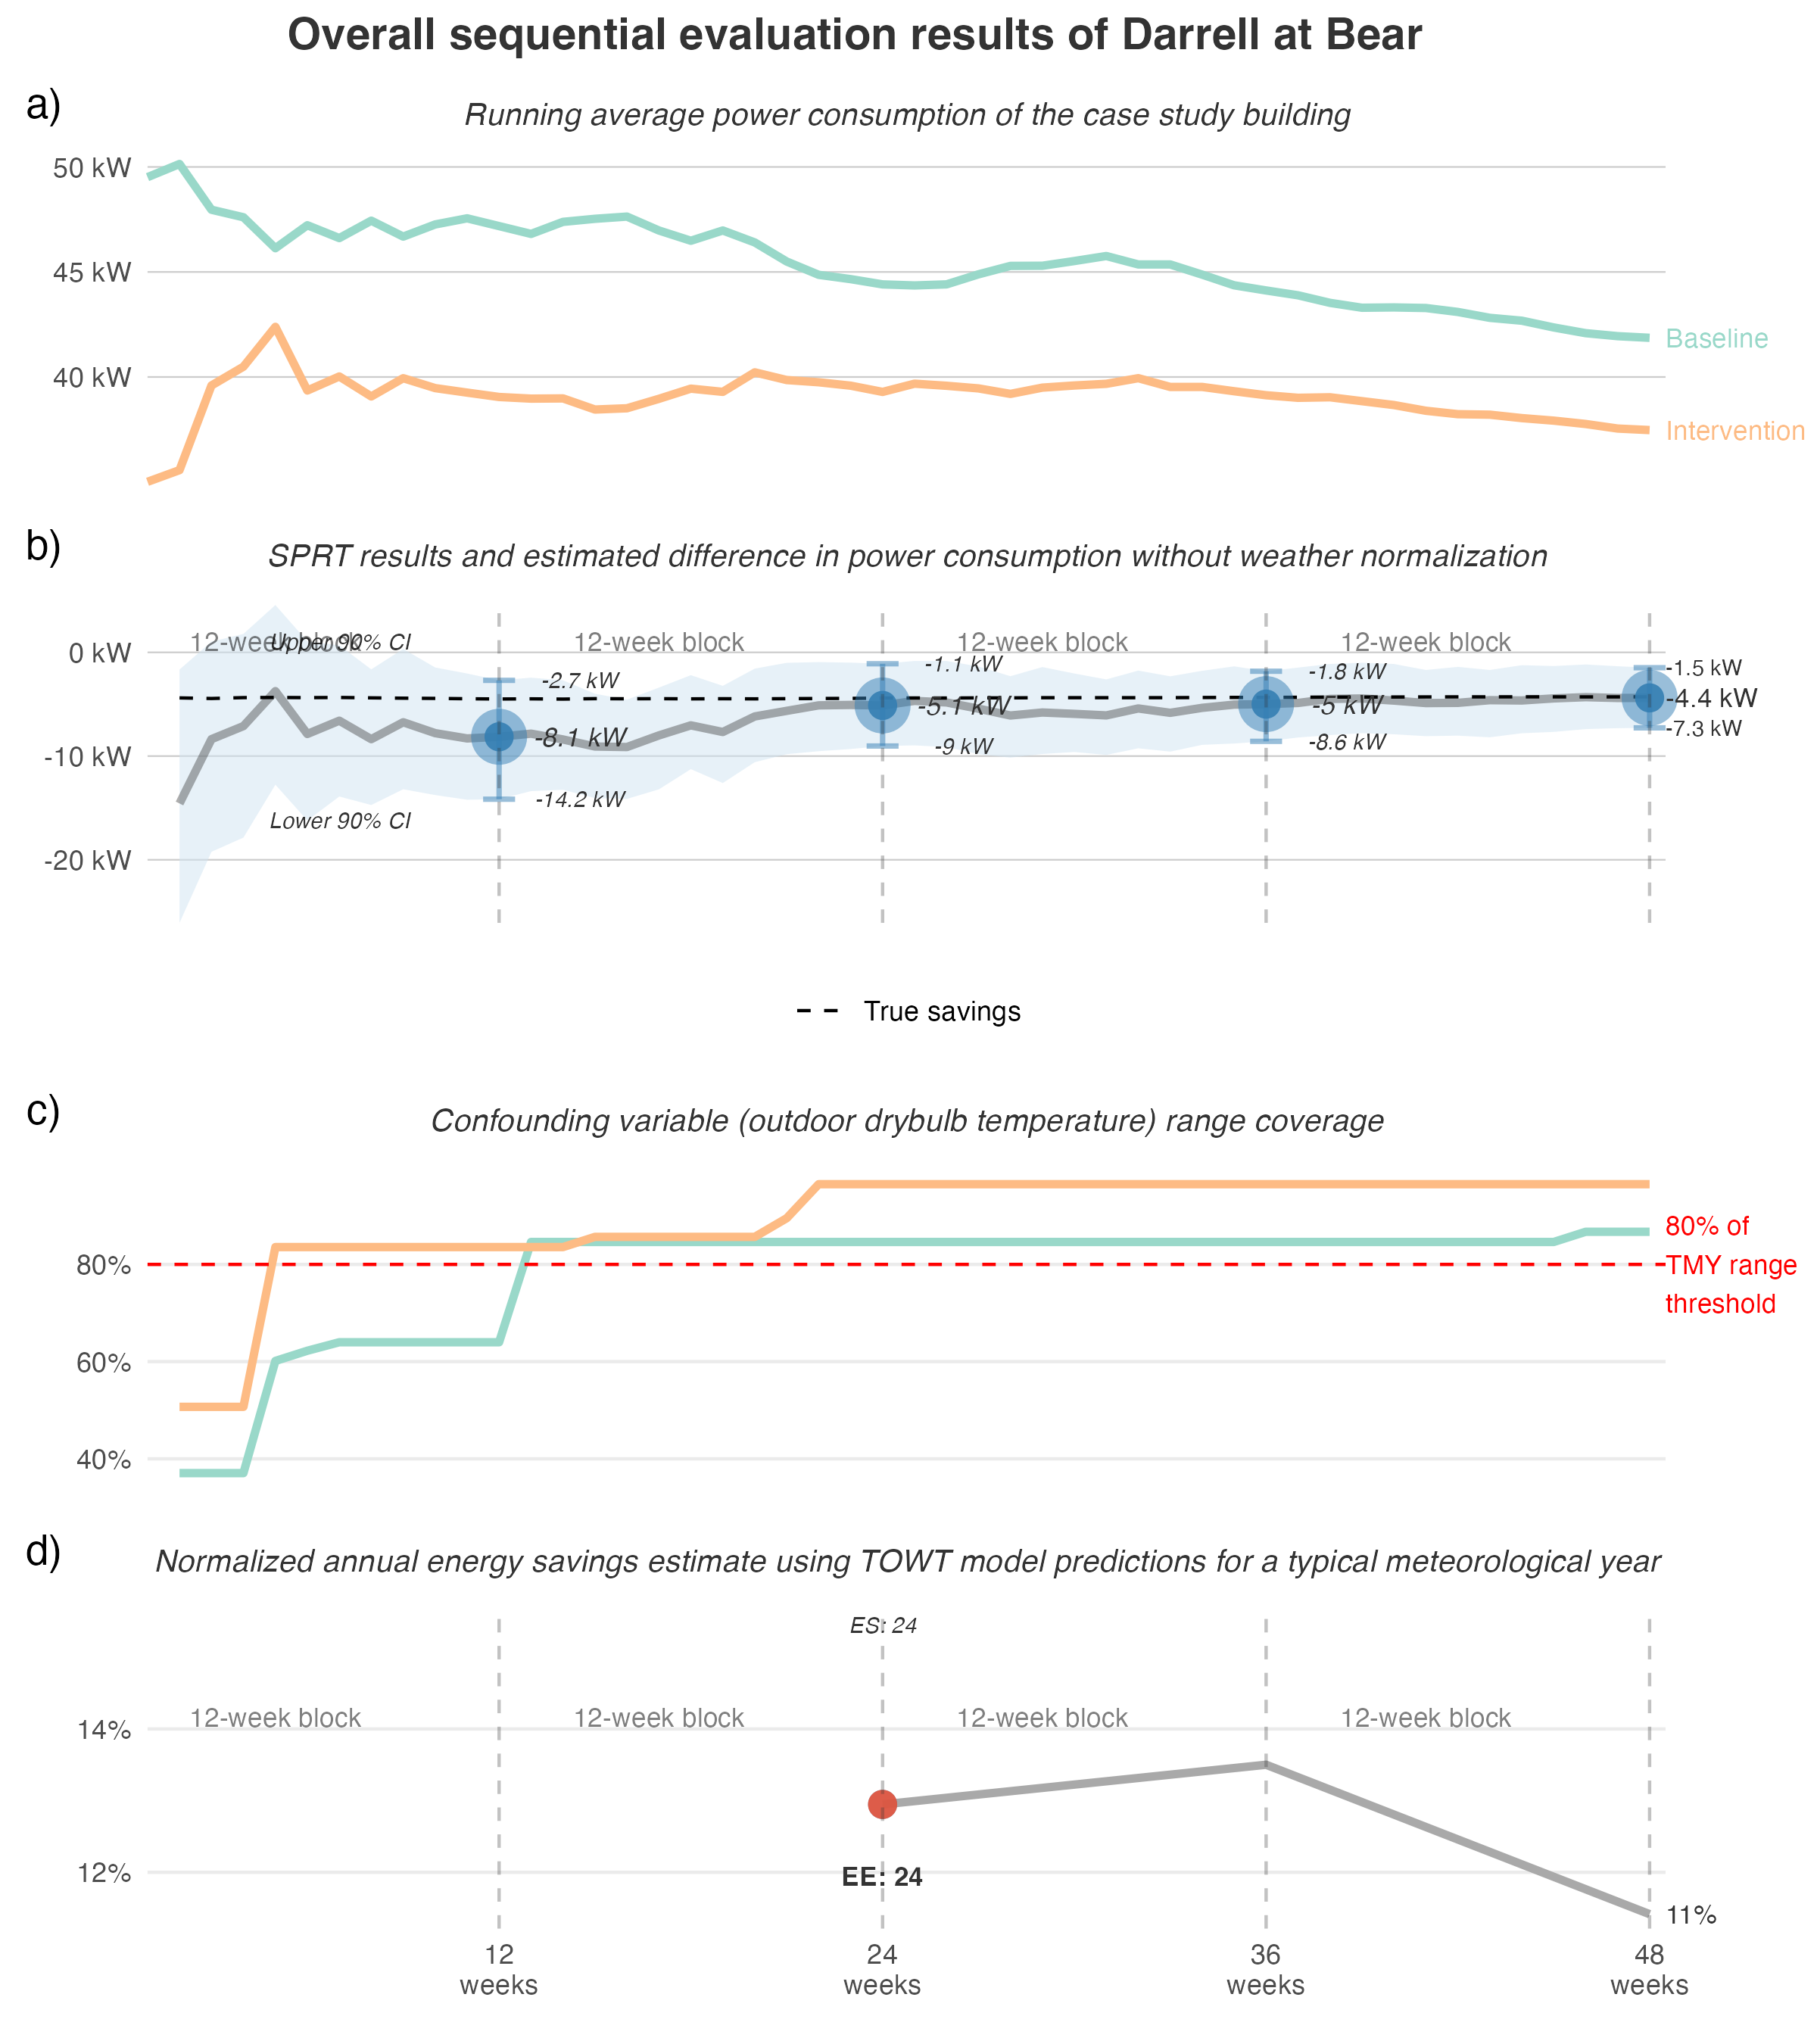 Overall sequential evaluation results of Darrell at Bear
a)
Running average power consumption of the case study building
50 kW
45 kW
40 kW
Baseline
Intervention
b)
SPRT results and estimated difference in power consumption without weather normalization
12-week block
Upper 90% CI
12-week block
12-week block
12-week block
0 kW
-10 kW
-20 kW
-2.7 kW
-8.1 kW
-14.2 kW
Lower 90% CI
-1.1 kW
-5.1 kW
-9 kW
-1.8 kW
-5 kW
-8.6 kW
-1.5 kW
-4.4 kW
-7.3 kW
True savings
c)
Confounding variable (outdoor drybulb temperature) range coverage
80%
60%
40%
80% of
TMY range
threshold
d)
Normalized annual energy savings estimate using TOWT model predictions for a typical meteorological year
ES: 24
12-week block
12-week block
12-week block
12-week block
14%
12%
EE: 24
11%
12
weeks
24
weeks
36
weeks
48
weeks